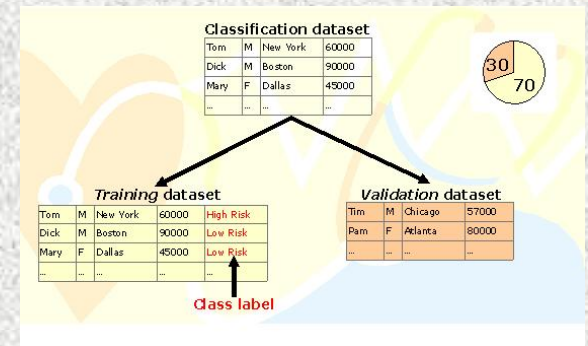 Classification dataset
Tom M New York 60000
Dick M Boston 90000
Mary F Dallas 45000
... ... ... ...
30
70
Training dataset
Tom M New York 60000 High Risk
Dick M Boston 90000 Low Risk
Mary F Dallas 45000 Low Risk
... ... ... ... ...
Class label
Validation dataset
Tim M Chicago 57000
Pam F Atlanta 80000
... ... ... ...